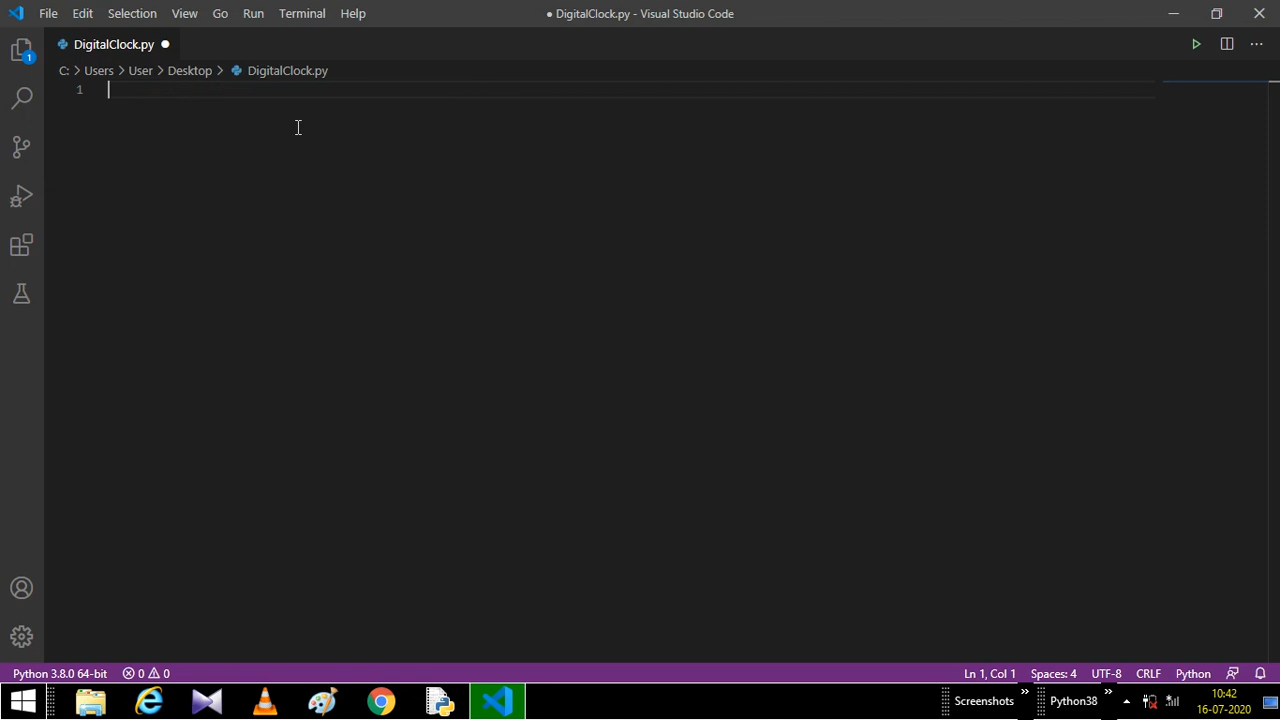 File Edit Selection View Go Run Terminal Help ● DigitalClock.py - Visual Studio Code
DigitalClock.py ●
C: > Users > User > Desktop > DigitalClock.py
1
1
Python 3.8.0 64-bit 0 0 Ln 1, Col 1 Spaces: 4 UTF-8 CRLF Python
Screenshots » Python38 » 10:42
16-07-2020